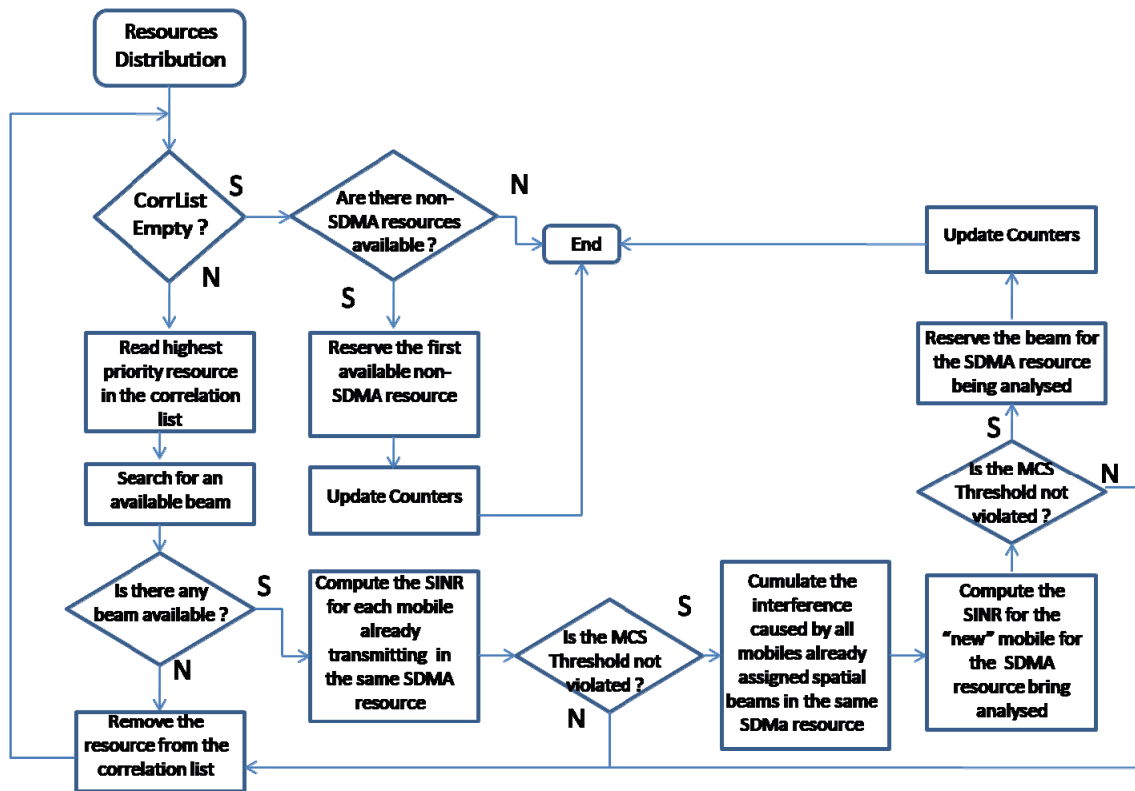 Resources
Distribution
CorrList
Empty ?
S
N
Are there non-
SDMA resources
available ?
N
S
End
Update Counters
Read highest
priority resource
in the correlation
list
Reserve the first
available non-
SDMA resource
Reserve the beam for
the SDMA resource
being analysed
Search for an
available beam
Update Counters
S
Is the MCS
Threshold not
violated ?
N
Is there any
beam available ?
S
N
Compute the SINR
for each mobile
already
transmitting in
the same SDMA
resource
Is the MCS
Threshold not
violated ?
S
N
Cumulate the
interference
caused by all
mobiles already
assigned spatial
beams in the same
SDMa resource
Compute the
SINR for the
"new" mobile for
the SDMA
resource bring
analysed
Remove the
resource from the
correlation list